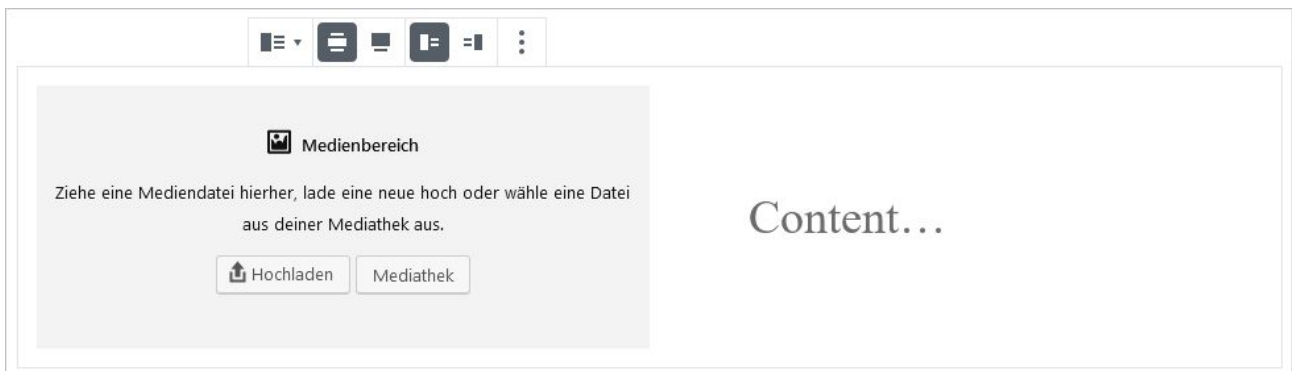 Medienbereich
Ziehe eine Mediendatei hierher, lade eine neue hoch oder wähle eine Datei
aus deiner Mediathek aus.
Hochladen Mediathek
Content…